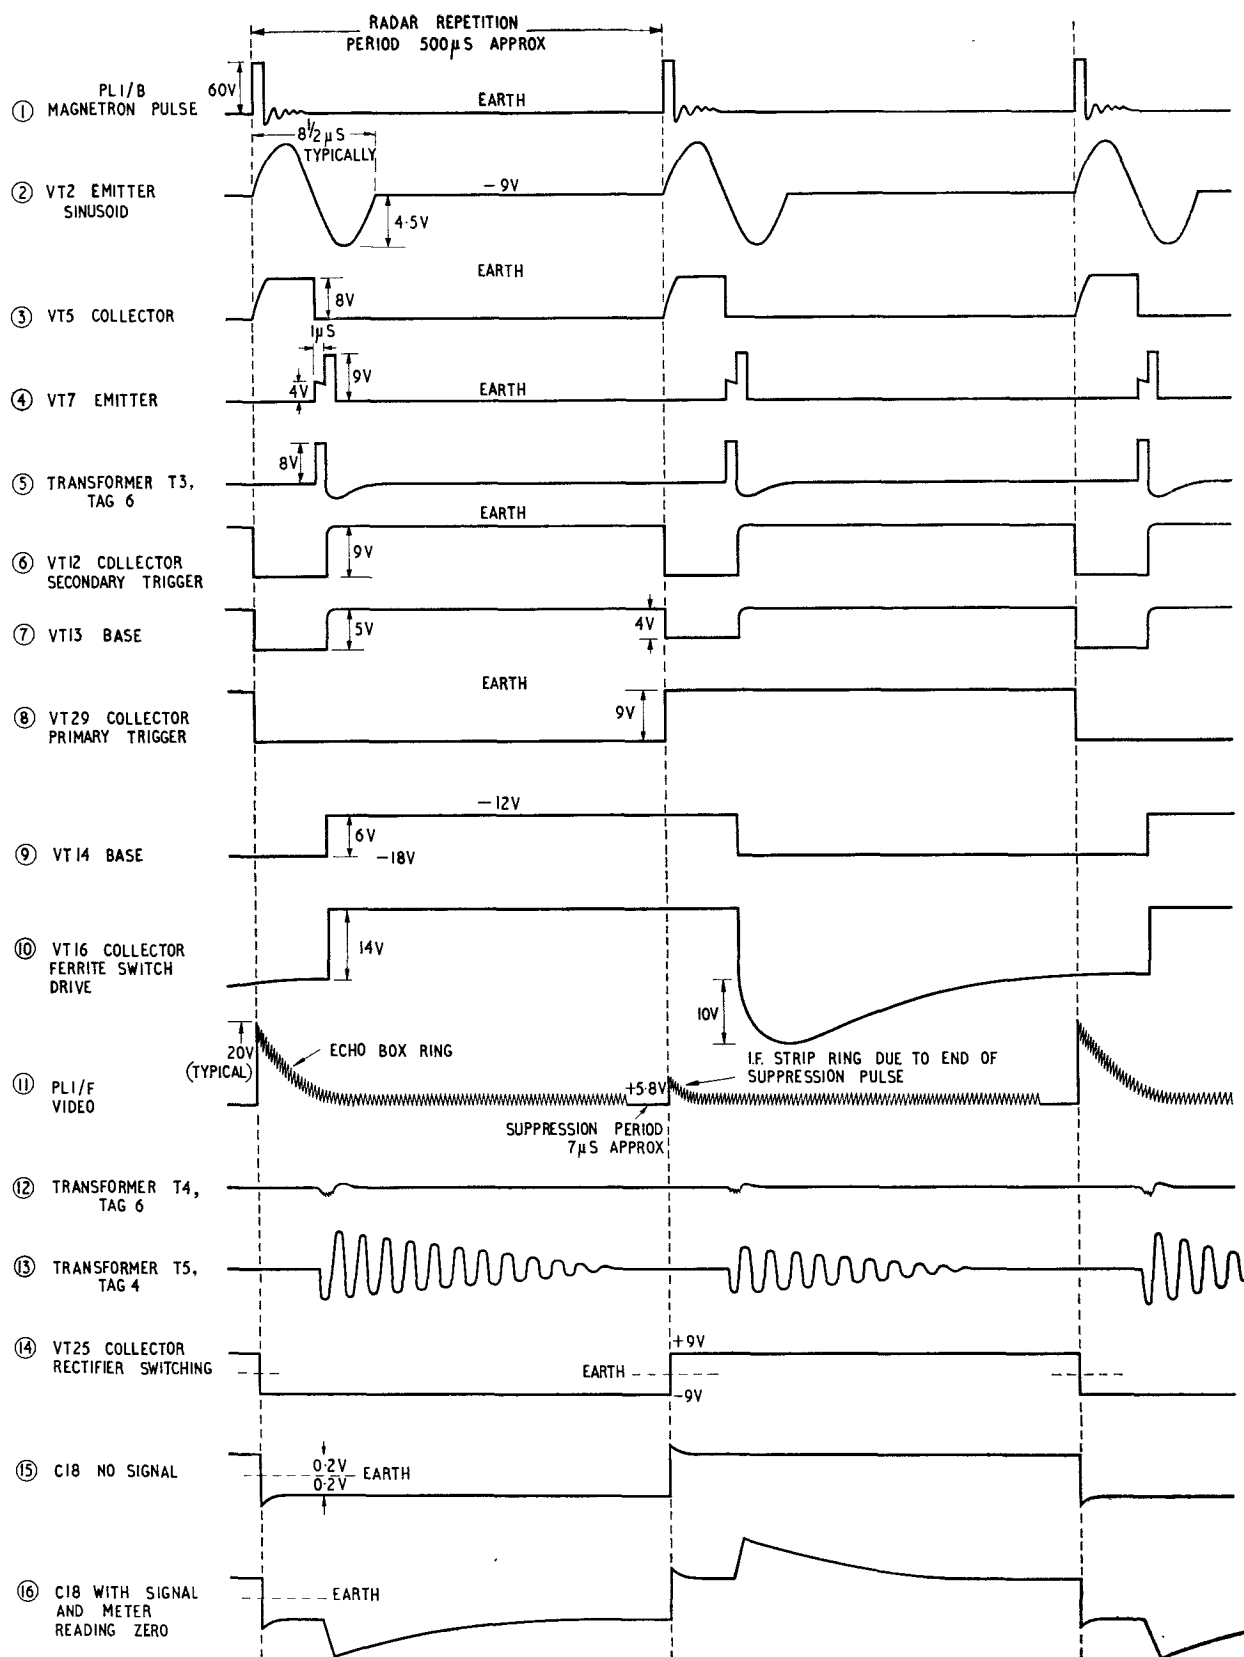 RADAR REPETITION
PERIOD 500µS APPROX
60V
① PL1/B
MAGNETRON PULSE
EARTH
8½µS
TYPICALLY
② VT2 EMITTER
SINUSOID
-9V
4·5V
EARTH
③ VT5 COLLECTOR
8V
1µS
④ VT7 EMITTER
4V
9V
EARTH
⑤ TRANSFORMER T3,
TAG 6
8V
EARTH
⑥ VT12 COLLECTOR
SECONDARY TRIGGER
9V
⑦ VT13 BASE
5V
4V
EARTH
⑧ VT29 COLLECTOR
PRIMARY TRIGGER
9V
⑨ VT14 BASE
6V
-12V
-18V
⑩ VT16 COLLECTOR
FERRITE SWITCH
DRIVE
14V
10V
20V
(TYPICAL)
ECHO BOX RING
I.F. STRIP RING DUE TO END OF
SUPPRESSION PULSE
⑪ PL1/F
VIDEO
+5·8V
SUPPRESSION PERIOD
7µS APPROX
⑫ TRANSFORMER T4,
TAG 6
⑬ TRANSFORMER T5,
TAG 4
⑭ VT25 COLLECTOR
RECTIFIER SWITCHING
+9V
EARTH
-9V
⑮ C18 NO SIGNAL
0·2V
EARTH
0·2V
⑯ C18 WITH SIGNAL
AND METER
READING ZERO
EARTH